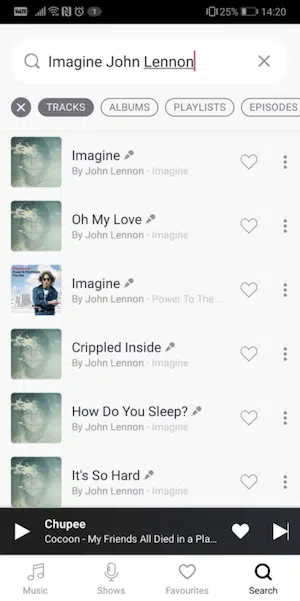 25% 14:20
Imagine John Lennon
TRACKS ALBUMS PLAYLISTS EPISODES
Imagine
By John Lennon - Imagine
Oh My Love
By John Lennon - Imagine
Imagine
By John Lennon - Power To The ...
Crippled Inside
By John Lennon - Imagine
How Do You Sleep?
By John Lennon - Imagine
It's So Hard
By John Lennon - Imagine
Chupee
Cocoon - My Friends All Died in a Pla...
Music Shows Favourites Search